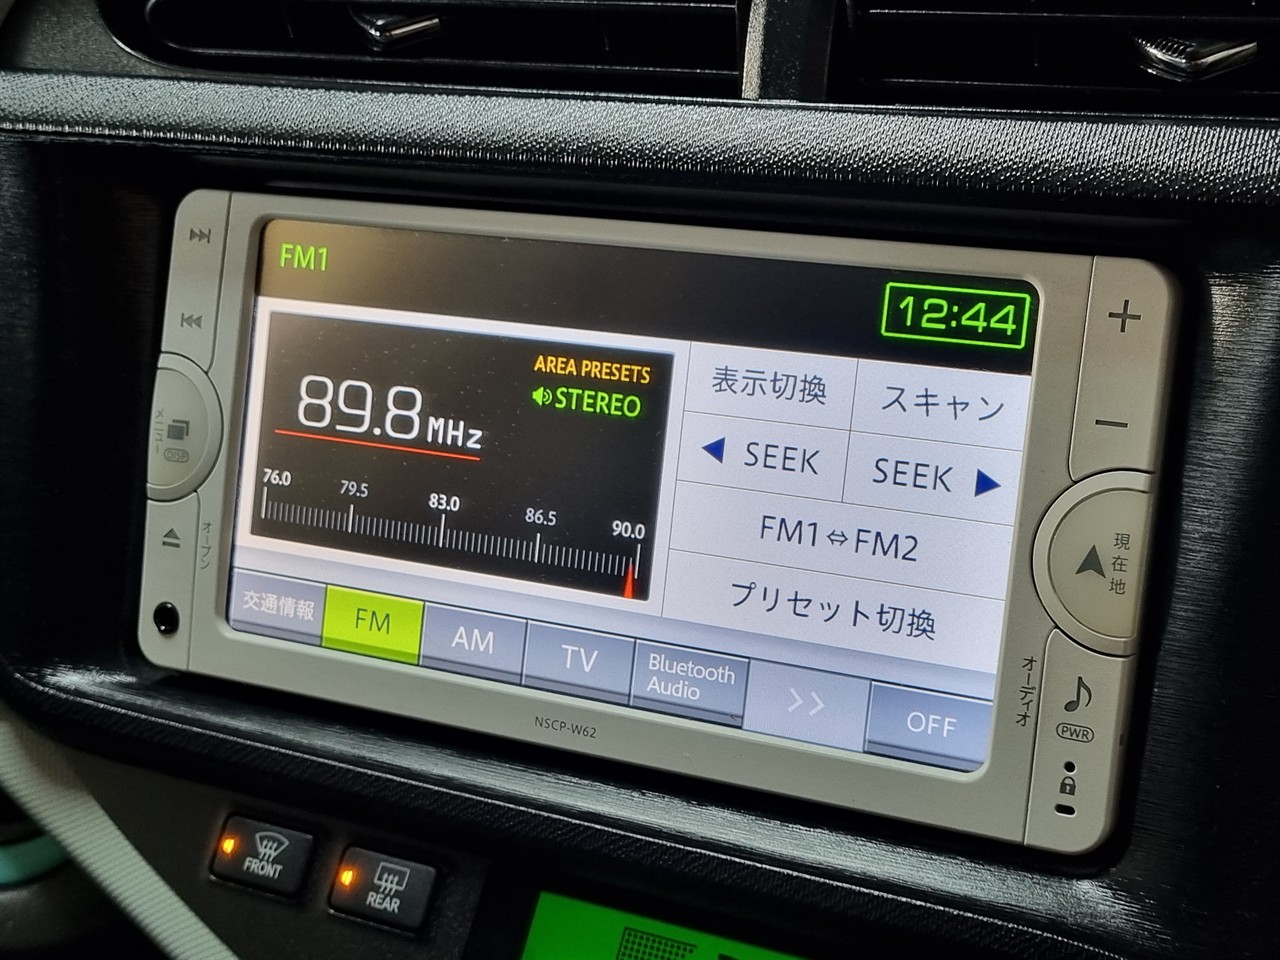 FM1
12:44
AREA PRESETS
STEREO
89.8MHz
76.0 79.5 83.0 86.5 90.0
表示切換
スキャン
SEEK
SEEK
FM1⇔FM2
プリセット切換
交通情報
FM
AM
TV
Bluetooth
Audio
>>
OFF
NSCP-W62
メニュー
DISP
オープン
+
−
現在地
オーディオ
PWR
FRONT
REAR